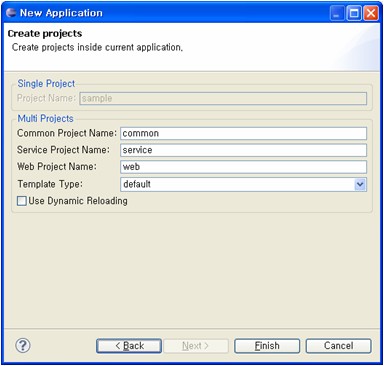 New Application
Create projects
Create projects inside current application,
Single Project
Project Name: sample
Multi Projects
Common Project Name: common
Service Project Name: service
Web Project Name: web
Template Type: default
Use Dynamic Reloading
? < Back Next > Finish Cancel